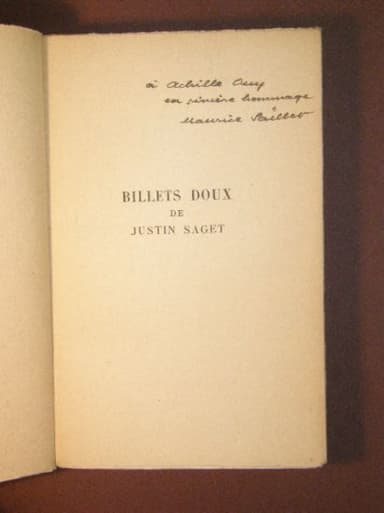 à Achille Ouy
en sincère hommage
Maurice Saillet
BILLETS DOUX
DE
JUSTIN SAGET